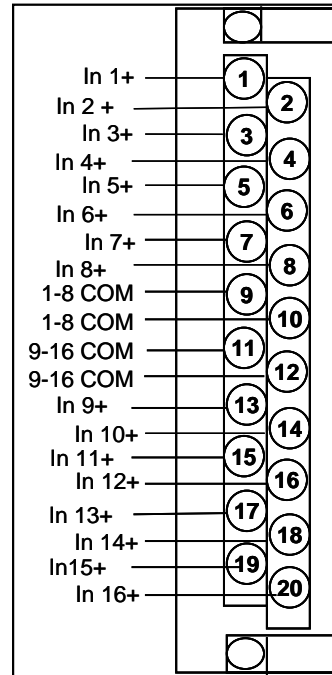 In 1+ 1
In 2 + 2
In 3+ 3
In 4+ 4
In 5+ 5
In 6+ 6
In 7+ 7
In 8+ 8
1-8 COM 9
1-8 COM 10
9-16 COM 11
9-16 COM 12
In 9+ 13
In 10+ 14
In 11+ 15
In 12+ 16
In 13+ 17
In 14+ 18
In15+ 19
In 16+ 20